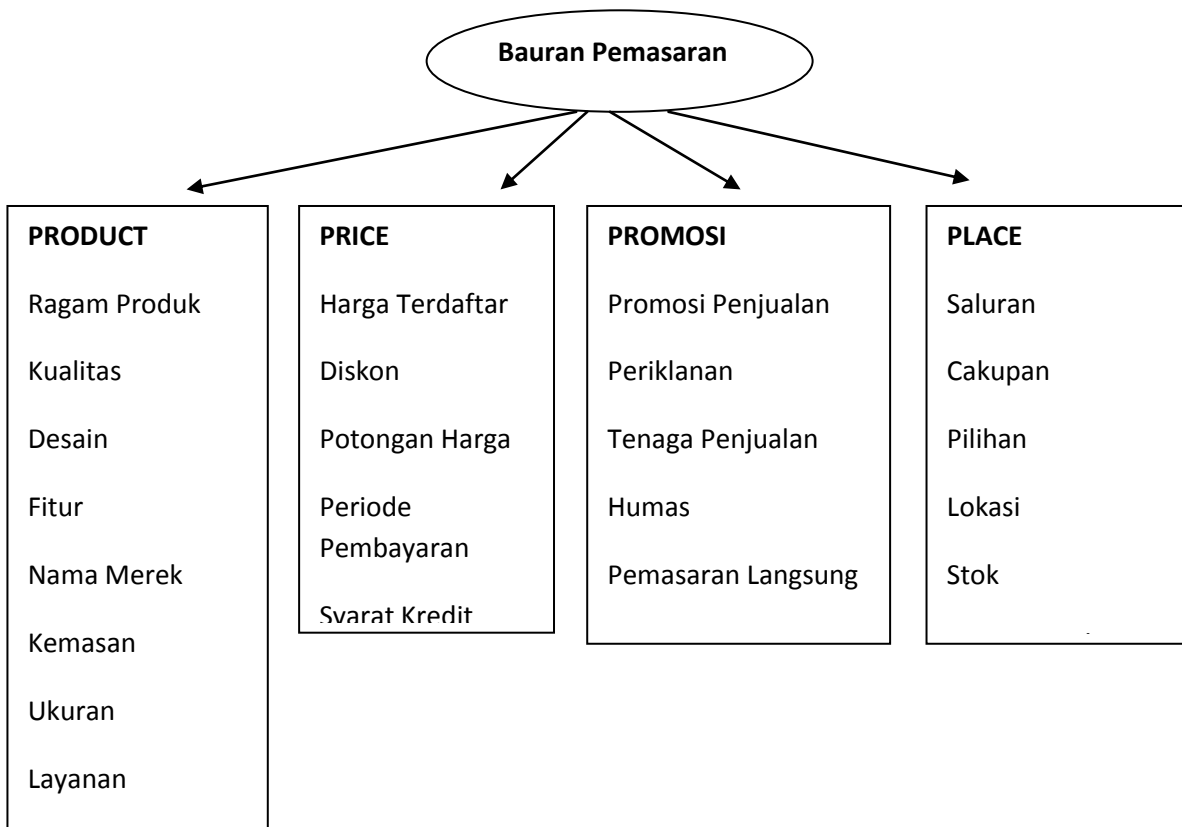 Bauran Pemasaran
PRODUCT
Ragam Produk
Kualitas
Desain
Fitur
Nama Merek
Kemasan
Ukuran
Layanan
PRICE
Harga Terdaftar
Diskon
Potongan Harga
Periode
Pembayaran
Syarat Kredit
PROMOSI
Promosi Penjualan
Periklanan
Tenaga Penjualan
Humas
Pemasaran Langsung
PLACE
Saluran
Cakupan
Pilihan
Lokasi
Stok